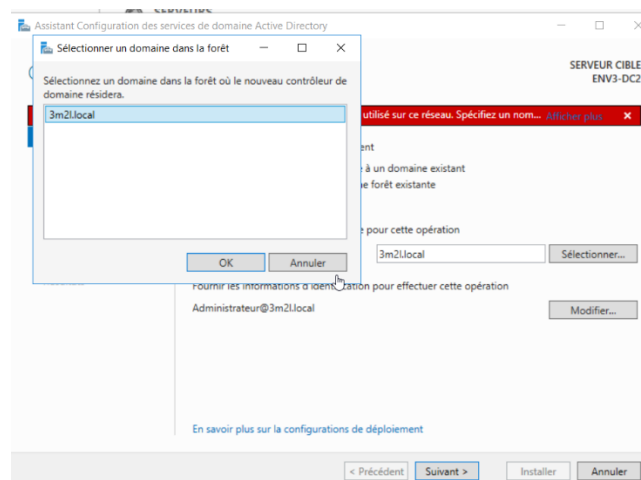 SERVEURS
Assistant Configuration des services de domaine Active Directory
Sélectionner un domaine dans la forêt
SERVEUR CIBLE
ENV3-DC2
Sélectionnez un domaine dans la forêt où le nouveau contrôleur de
domaine résidera.
3m2l.local
utilisé sur ce réseau. Spécifiez un nom... Afficher plus
à un domaine existant
forêt existante
pour cette opération
OK
Annuler
3m2l.local
Sélectionner...
Fournir les informations d'identification pour effectuer cette opération
Administrateur@3m2l.local
Modifier...
En savoir plus sur la configurations de déploiement
< Précédent
Suivant >
Installer
Annuler